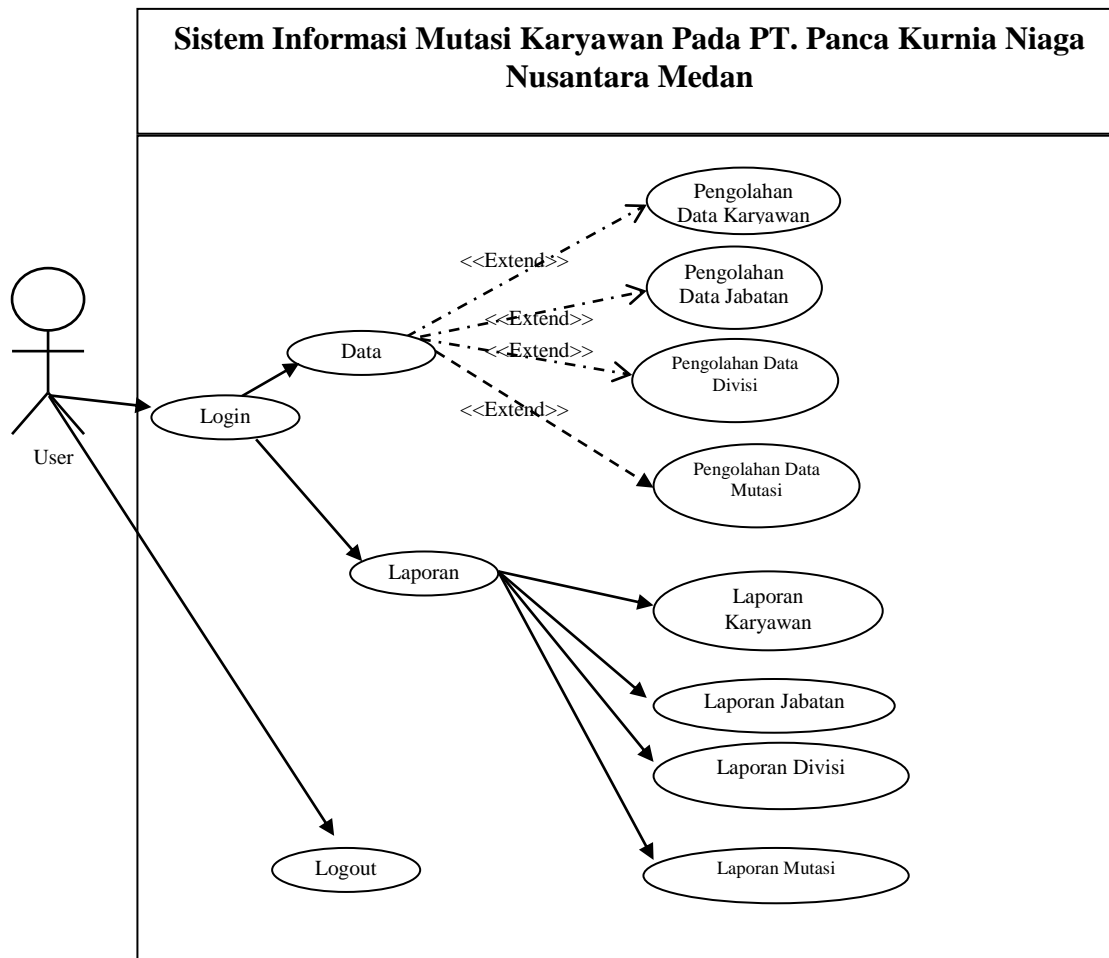 Sistem Informasi Mutasi Karyawan Pada PT. Panca Kurnia Niaga
Nusantara Medan
Pengolahan
Data Karyawan
<<Extend>>
Pengolahan
Data Jabatan
<<Extend>>
Data
<<Extend>>
Pengolahan Data
Divisi
<<Extend>>
Login
User
Pengolahan Data
Mutasi
Laporan
Laporan
Karyawan
Laporan Jabatan
Laporan Divisi
Logout
Laporan Mutasi